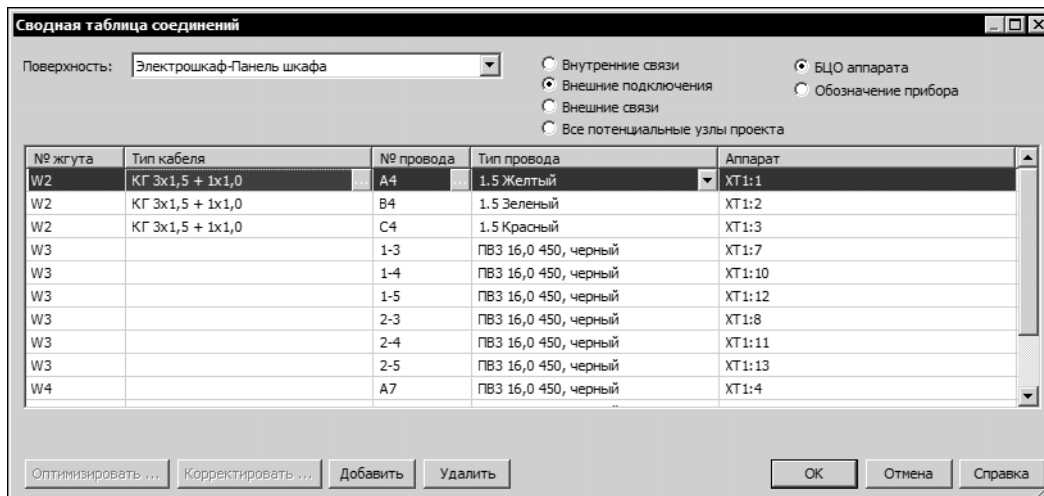 Сводная таблица соединений
Поверхность: Электрошкаф-Панель шкафа
Внутренние связи
Внешние подключения
Внешние связи
Все потенциальные узлы проекта
БЦО аппарата
Обозначение прибора
№ жгута Тип кабеля № провода Тип провода Аппарат
W2 КГ 3х1,5 + 1х1,0 ... A4 ... 1.5 Желтый XT1:1
W2 КГ 3х1,5 + 1х1,0 B4 1.5 Зеленый XT1:2
W2 КГ 3х1,5 + 1х1,0 C4 1.5 Красный XT1:3
W3 1-3 ПВ3 16,0 450, черный XT1:7
W3 1-4 ПВ3 16,0 450, черный XT1:10
W3 1-5 ПВ3 16,0 450, черный XT1:12
W3 2-3 ПВ3 16,0 450, черный XT1:8
W3 2-4 ПВ3 16,0 450, черный XT1:11
W3 2-5 ПВ3 16,0 450, черный XT1:13
W4 A7 ПВ3 16,0 450, черный XT1:4
Оптимизировать ... Корректировать ... Добавить Удалить OK Отмена Справка